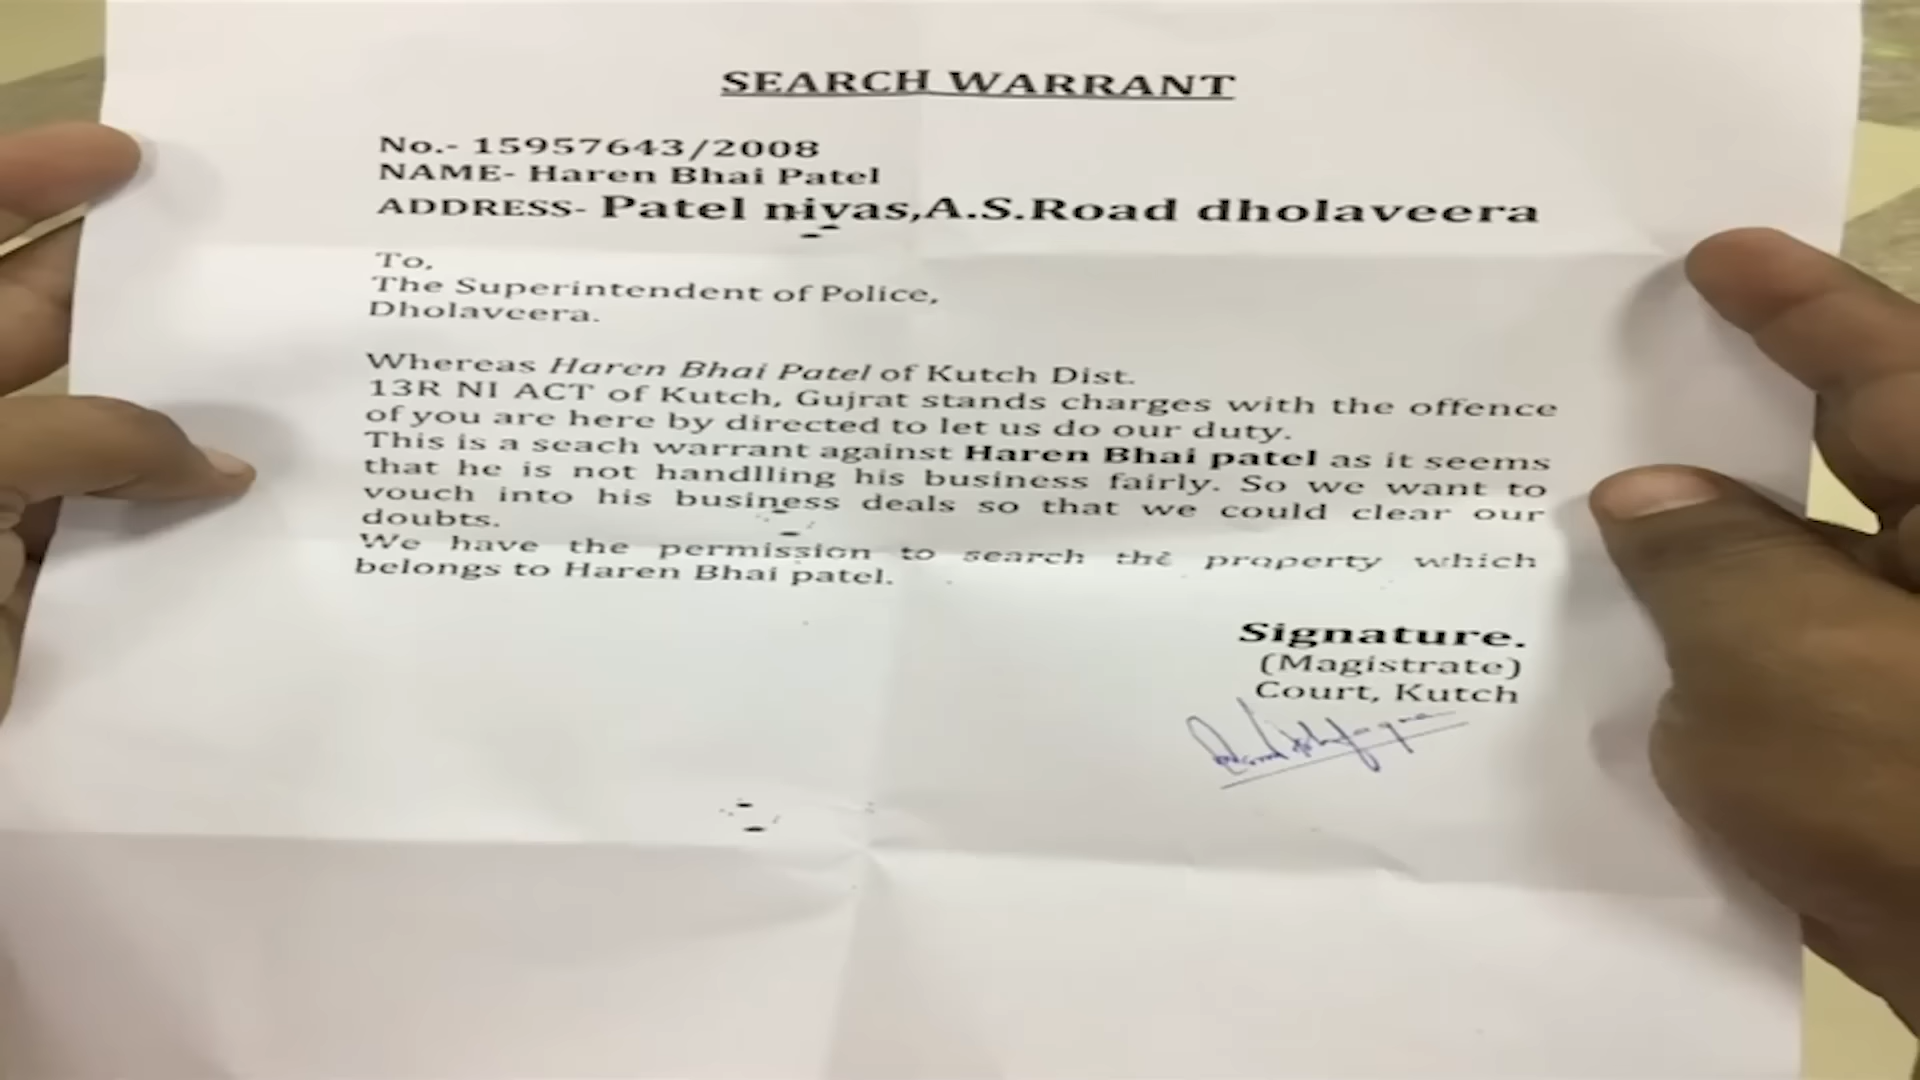 SEARCH WARRANT
No.- 15957643/2008
NAME- Haren Bhai Patel
ADDRESS- Patel nivas,A.S.Road dholaveera
To,
The Superintendent of Police,
Dholaveera.
Whereas Haren Bhai Patel of Kutch Dist.
13R NI ACT of Kutch, Gujrat stands charges with the offence
of you are here by directed to let us do our duty.
This is a seach warrant against Haren Bhai patel as it seems
that he is not handlling his business fairly. So we want to
vouch into his business deals so that we could clear our
doubts.
We have the permission to search the property which
belongs to Haren Bhai patel.
Signature.
(Magistrate)
Court, Kutch